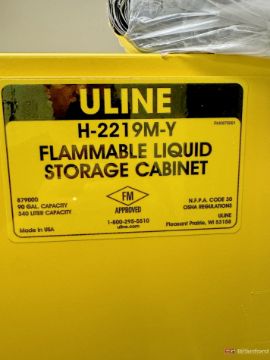 ULINE
H-2219M-Y
FLAMMABLE LIQUID
STORAGE CABINET
879000
90 GAL. CAPACITY
340 LITER CAPACITY
Made in USA
FM
APPROVED
1-800-295-5510
uline.com
N.F.P.A. CODE 30
OSHA REGULATIONS
ULINE
Pleasant Prairie, WI 53158